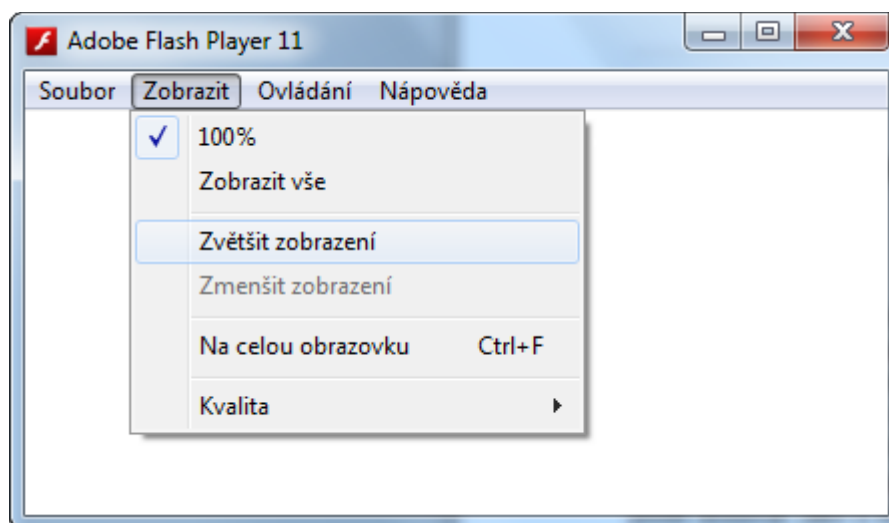 Adobe Flash Player 11
Soubor Zobrazit Ovládání Nápověda
100%
Zobrazit vše
Zvětšit zobrazení
Zmenšit zobrazení
Na celou obrazovku Ctrl+F
Kvalita